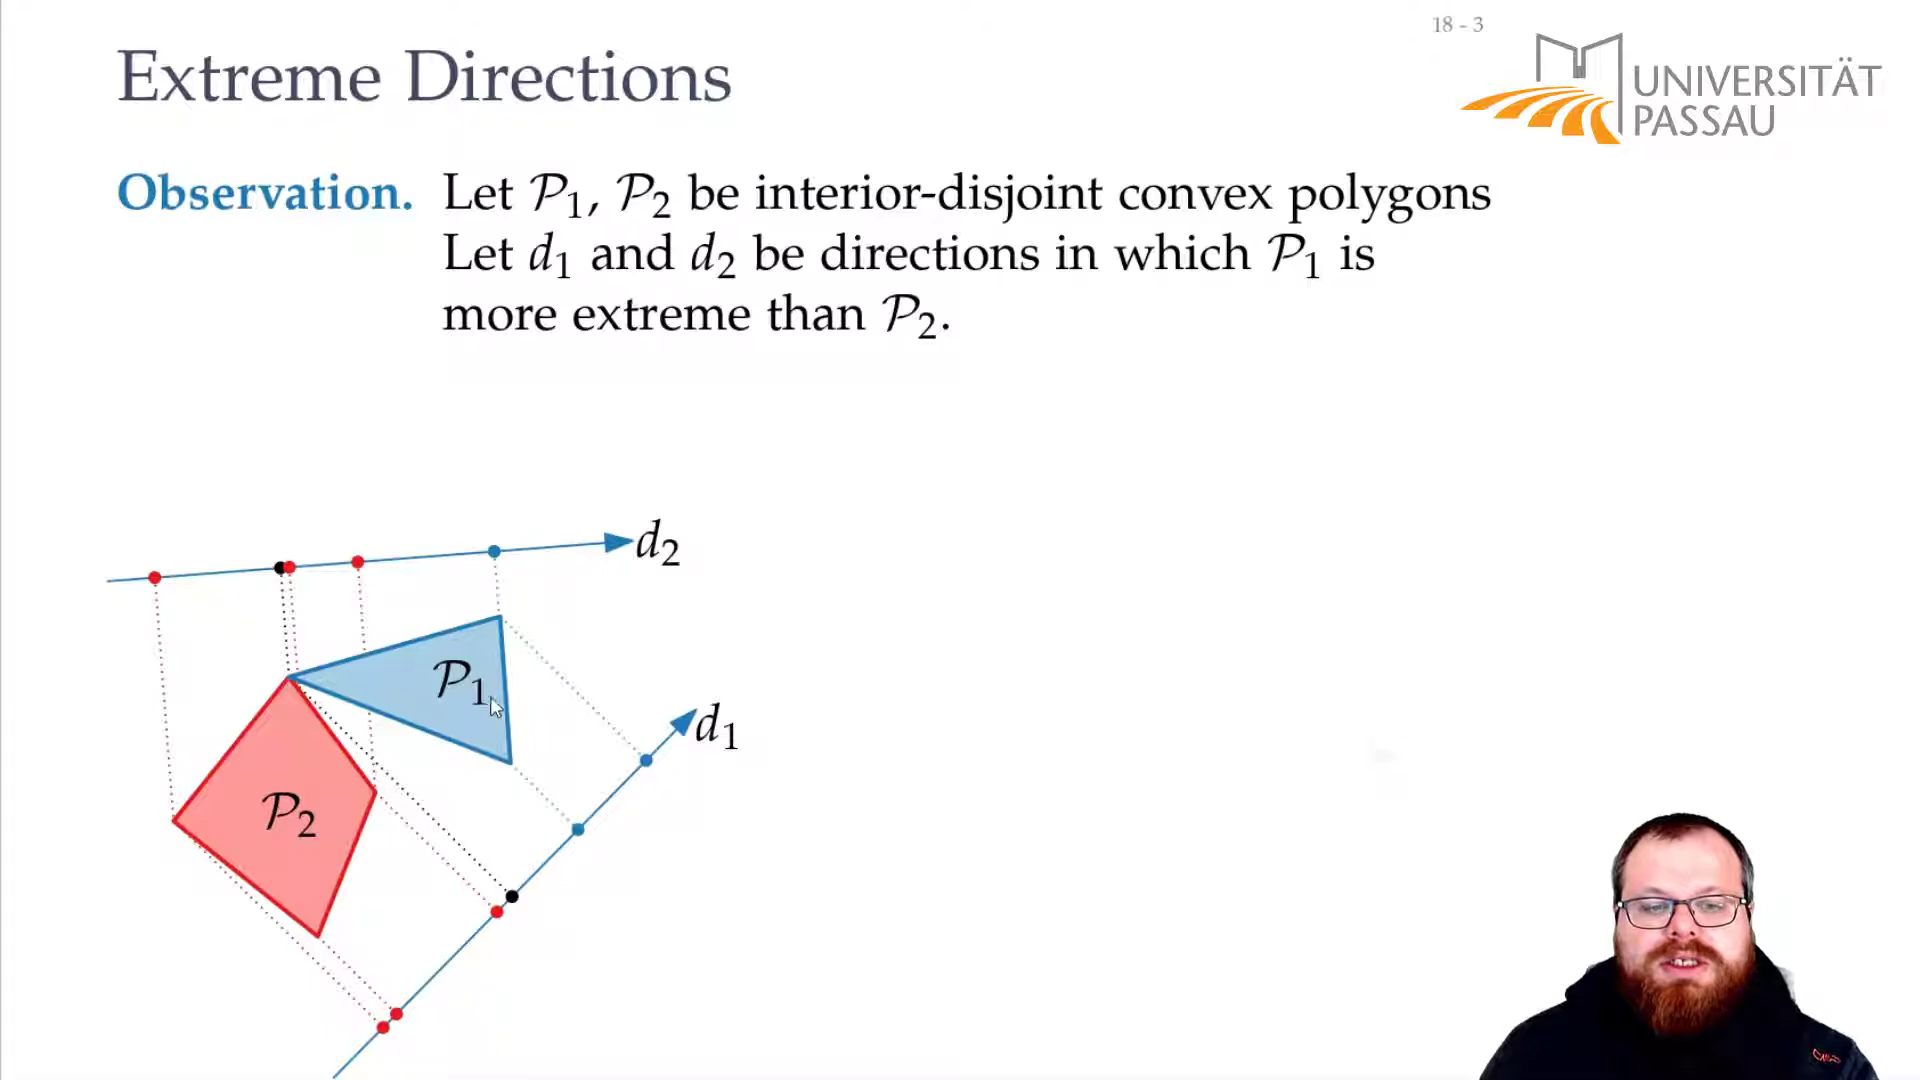 18 - 3
Extreme Directions
UNIVERSITÄT
PASSAU
Observation. Let 𝒫₁, 𝒫₂ be interior-disjoint convex polygons
Let d₁ and d₂ be directions in which 𝒫₁ is
more extreme than 𝒫₂.
d₂
𝒫₁
d₁
𝒫₂